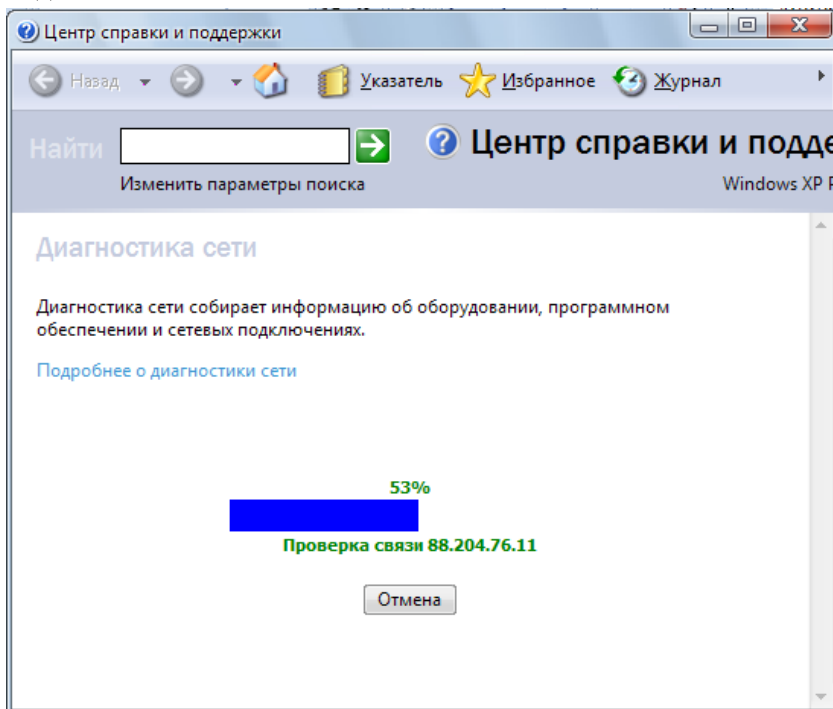 Центр справки и поддержки
Назад Указатель Избранное Журнал
Найти Центр справки и подде
Изменить параметры поиска Windows XP P
Диагностика сети
Диагностика сети собирает информацию об оборудовании, программном
обеспечении и сетевых подключениях.
Подробнее о диагностики сети
53%
Проверка связи 88.204.76.11
Отмена